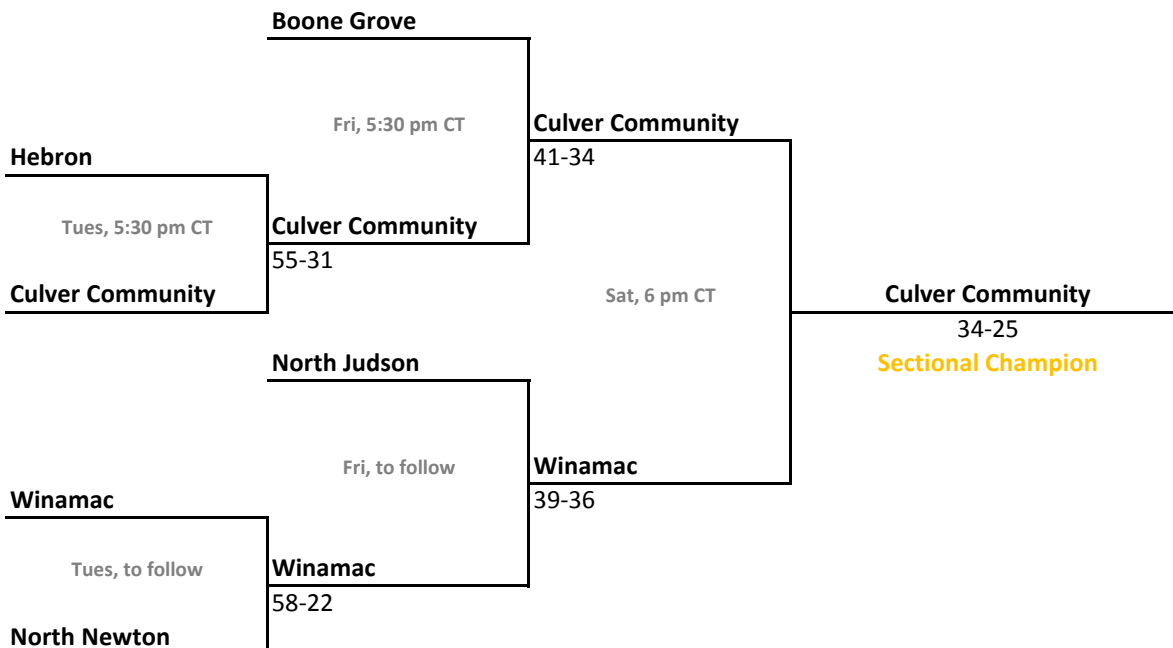 Boone Grove
Fri, 5:30 pm CT
Culver Community
Hebron
41-34
Tues, 5:30 pm CT
Culver Community
55-31
Culver Community
Sat, 6 pm CT
Culver Community
34-25
North Judson
Sectional Champion
Fri, to follow
Winamac
Winamac
39-36
Tues, to follow
Winamac
58-22
North Newton